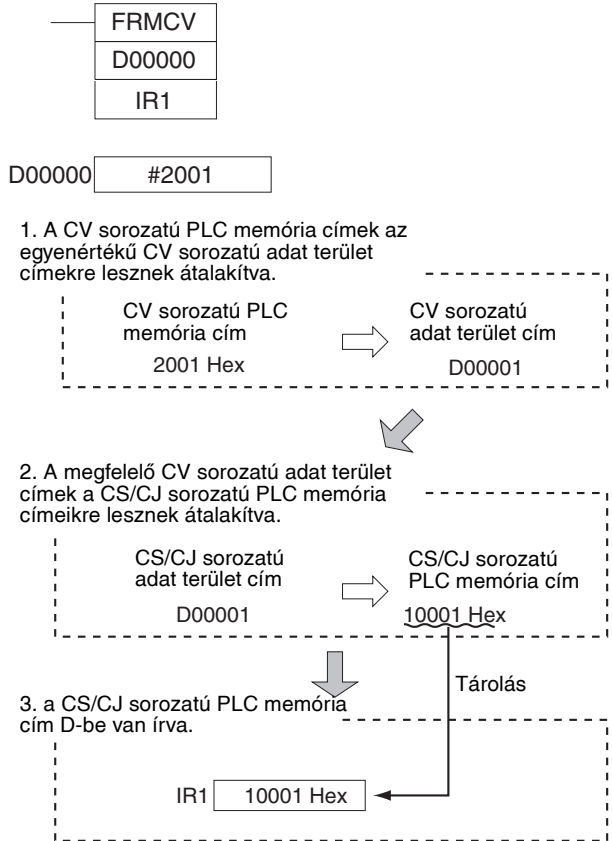 FRMCV
D00000
IR1
D00000 #2001
1. A CV sorozatú PLC memória címek az
egyenértékű CV sorozatú adat terület
címekre lesznek átalakítva.
CV sorozatú PLC
memória cím
2001 Hex
CV sorozatú
adat terület cím
D00001
2. A megfelelő CV sorozatú adat terület
címek a CS/CJ sorozatú PLC memória
címeikre lesznek átalakítva.
CS/CJ sorozatú
adat terület cím
D00001
CS/CJ sorozatú
PLC memória cím
10001 Hex
Tárolás
3. a CS/CJ sorozatú PLC memória
cím D-be van írva.
IR1 10001 Hex